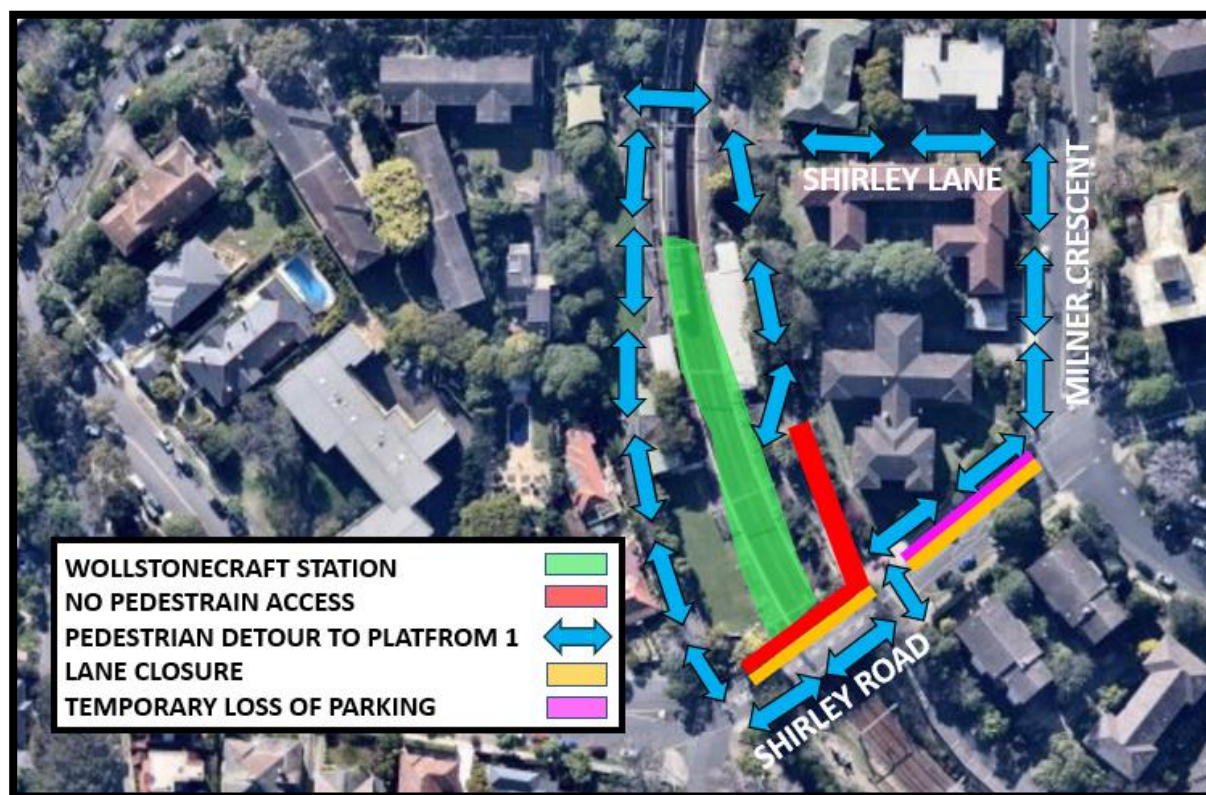 SHIRLEY LANE
MILNER CRESCENT
WOLLSTONECRAFT STATION
NO PEDESTRAIN ACCESS
PEDESTRIAN DETOUR TO PLATFROM 1
LANE CLOSURE
TEMPORARY LOSS OF PARKING
SHIRLEY ROAD